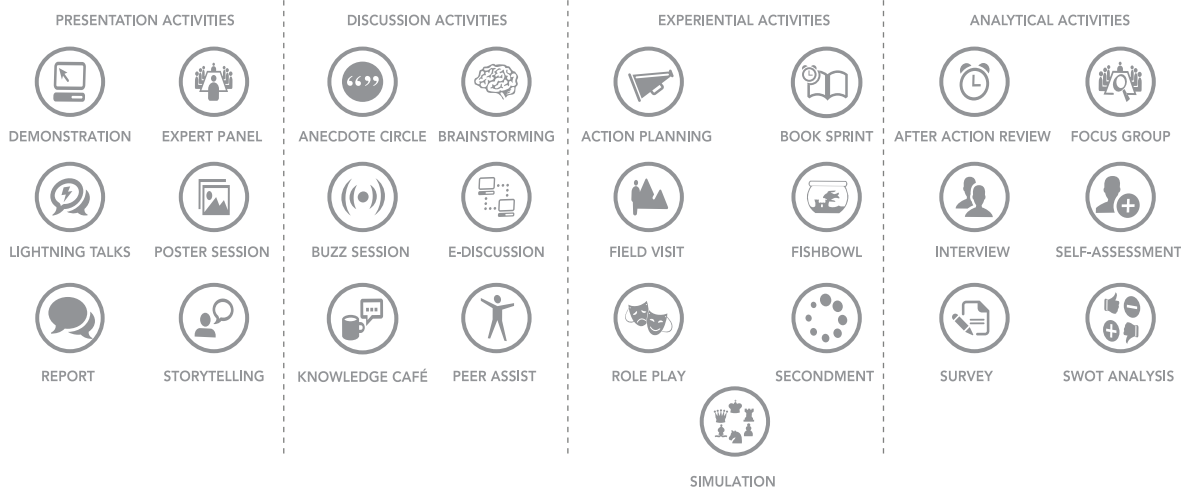 PRESENTATION ACTIVITIES
DEMONSTRATION EXPERT PANEL
LIGHTNING TALKS POSTER SESSION
REPORT STORYTELLING
DISCUSSION ACTIVITIES
ANECDOTE CIRCLE BRAINSTORMING
BUZZ SESSION E-DISCUSSION
KNOWLEDGE CAFÉ PEER ASSIST
EXPERIENTIAL ACTIVITIES
ACTION PLANNING BOOK SPRINT
FIELD VISIT FISHBOWL
ROLE PLAY SECONDMENT
SIMULATION
ANALYTICAL ACTIVITIES
AFTER ACTION REVIEW FOCUS GROUP
INTERVIEW SELF-ASSESSMENT
SURVEY SWOT ANALYSIS